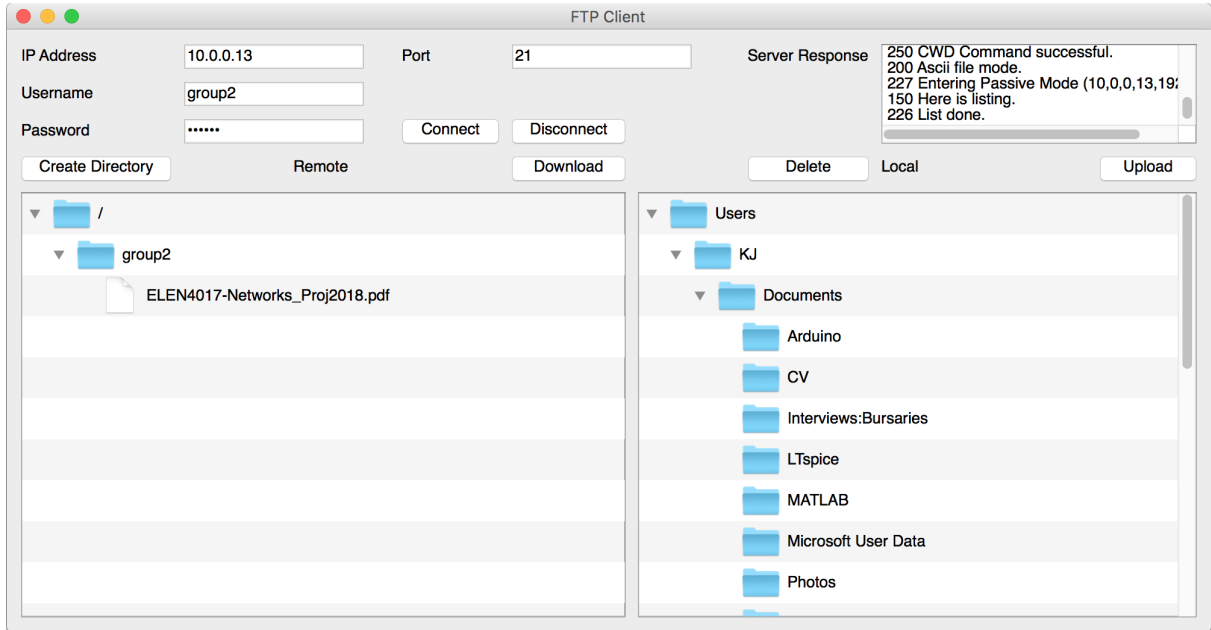 FTP Client
IP Address 10.0.0.13 Port 21 Server Response
250 CWD Command successful.
200 Ascii file mode.
227 Entering Passive Mode (10,0,0,13,192
150 Here is listing.
226 List done.
Username group2
Password ••••••
Connect Disconnect
Create Directory Remote Download Delete Local Upload
/
group2
ELEN4017-Networks_Proj2018.pdf
Users
KJ
Documents
Arduino
CV
Interviews:Bursaries
LTspice
MATLAB
Microsoft User Data
Photos